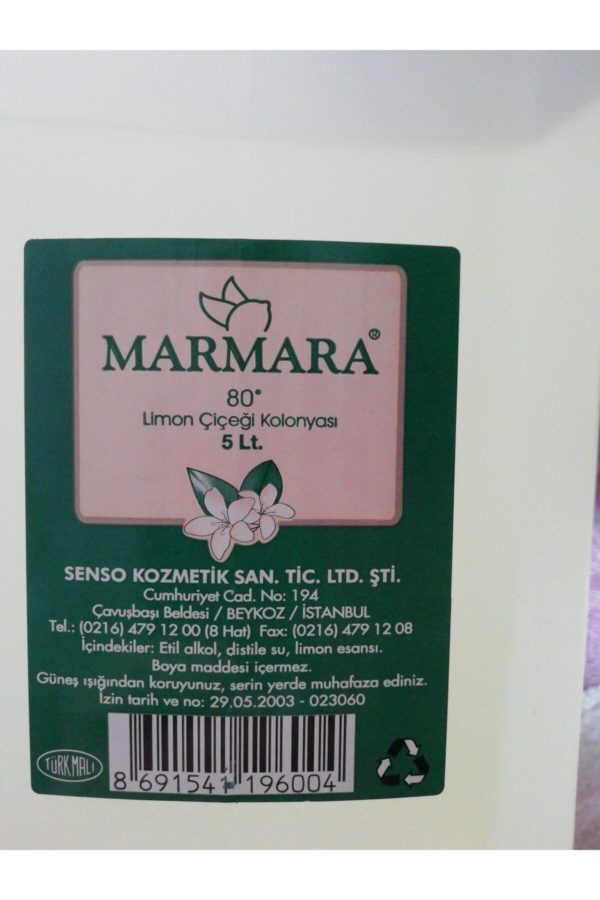 MARMARA®
80°
Limon Çiçeği Kolonyası
5 Lt.
SENSO KOZMETİK SAN. TİC. LTD. ŞTİ.
Cumhuriyet Cad. No: 194
Çavuşbaşı Beldesi / BEYKOZ / İSTANBUL
Tel.: (0216) 479 12 00 (8 Hat) Fax: (0216) 479 12 08
İçindekiler: Etil alkol, distile su, limon esansı.
Boya maddesi içermez.
Güneş ışığından koruyunuz, serin yerde muhafaza ediniz.
İzin tarih ve no: 29.05.2003 - 023060
TÜRK MALI
8 691541 196004